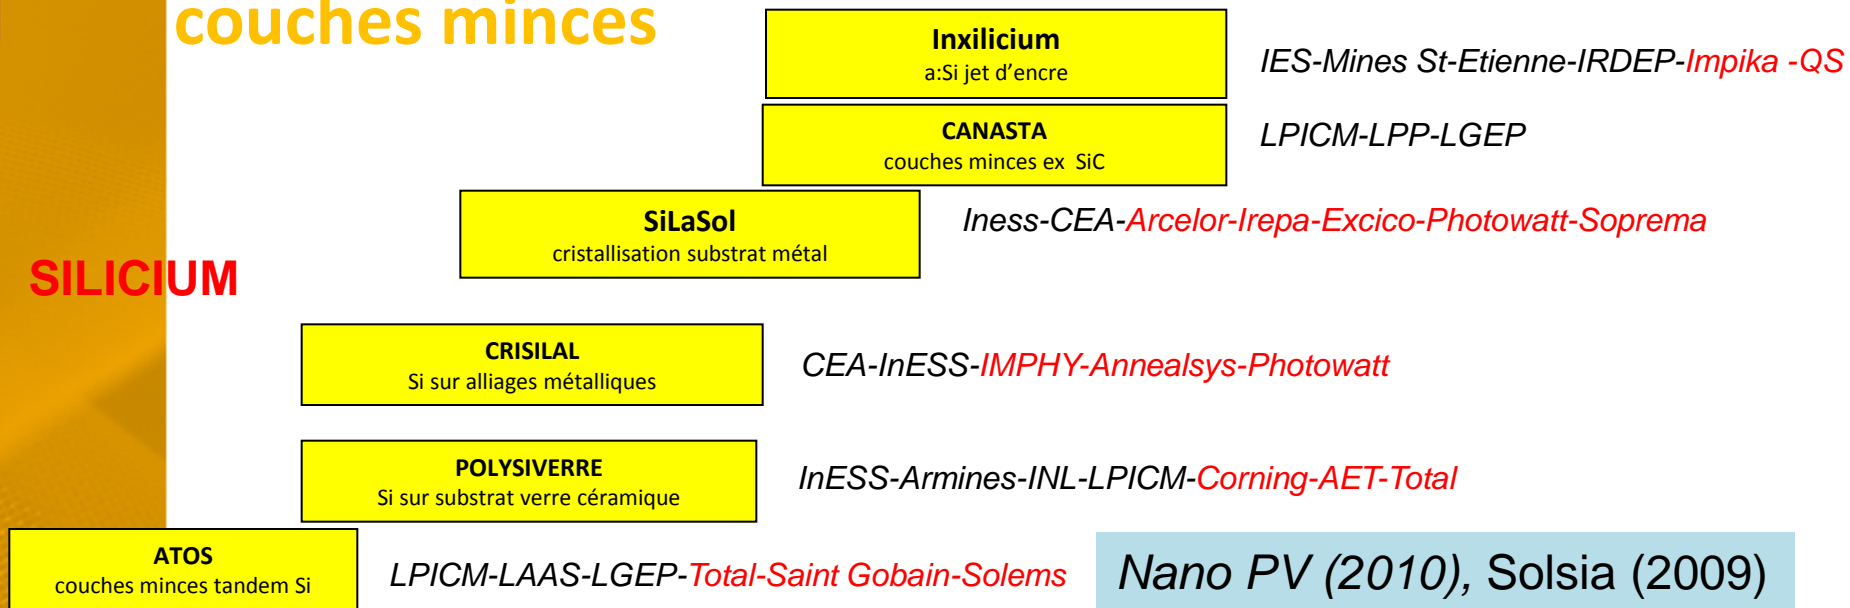 couches minces
Inxilicium
a:Si jet d'encre
IES-Mines St-Etienne-IRDEP-Impika -QS
CANASTA
couches minces ex SiC
LPICM-LPP-LGEP
SiLaSol
cristallisation substrat métal
Iness-CEA-Arcelor-Irepa-Excico-Photowatt-Soprema
SILICIUM
CRISILAL
Si sur alliages métalliques
CEA-InESS-IMPHY-Annealsys-Photowatt
POLYSIVERRE
Si sur substrat verre céramique
InESS-Armines-INL-LPICM-Corning-AET-Total
ATOS
couches minces tandem Si
LPICM-LAAS-LGEP-Total-Saint Gobain-Solems
Nano PV (2010), Solsia (2009)